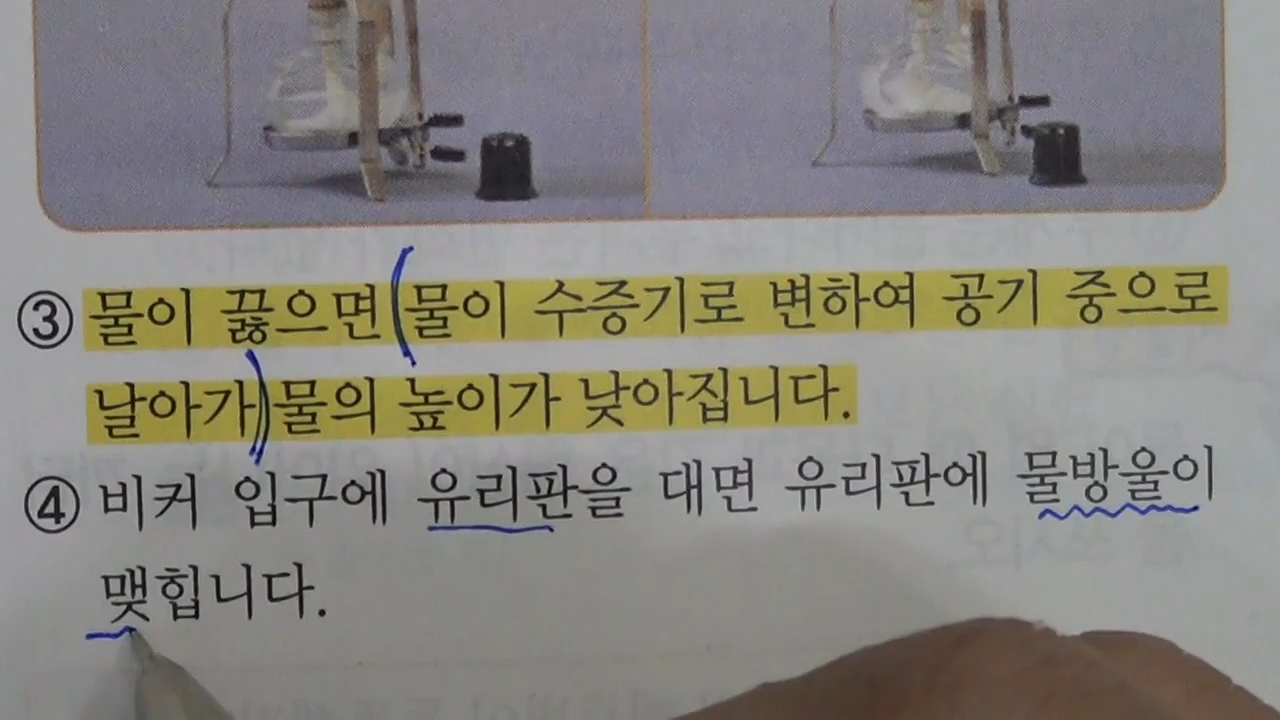 ③ 물이 끓으면 물이 수증기로 변하여 공기 중으로
날아가 물의 높이가 낮아집니다.
④ 비커 입구에 유리판을 대면 유리판에 물방울이
맺힙니다.